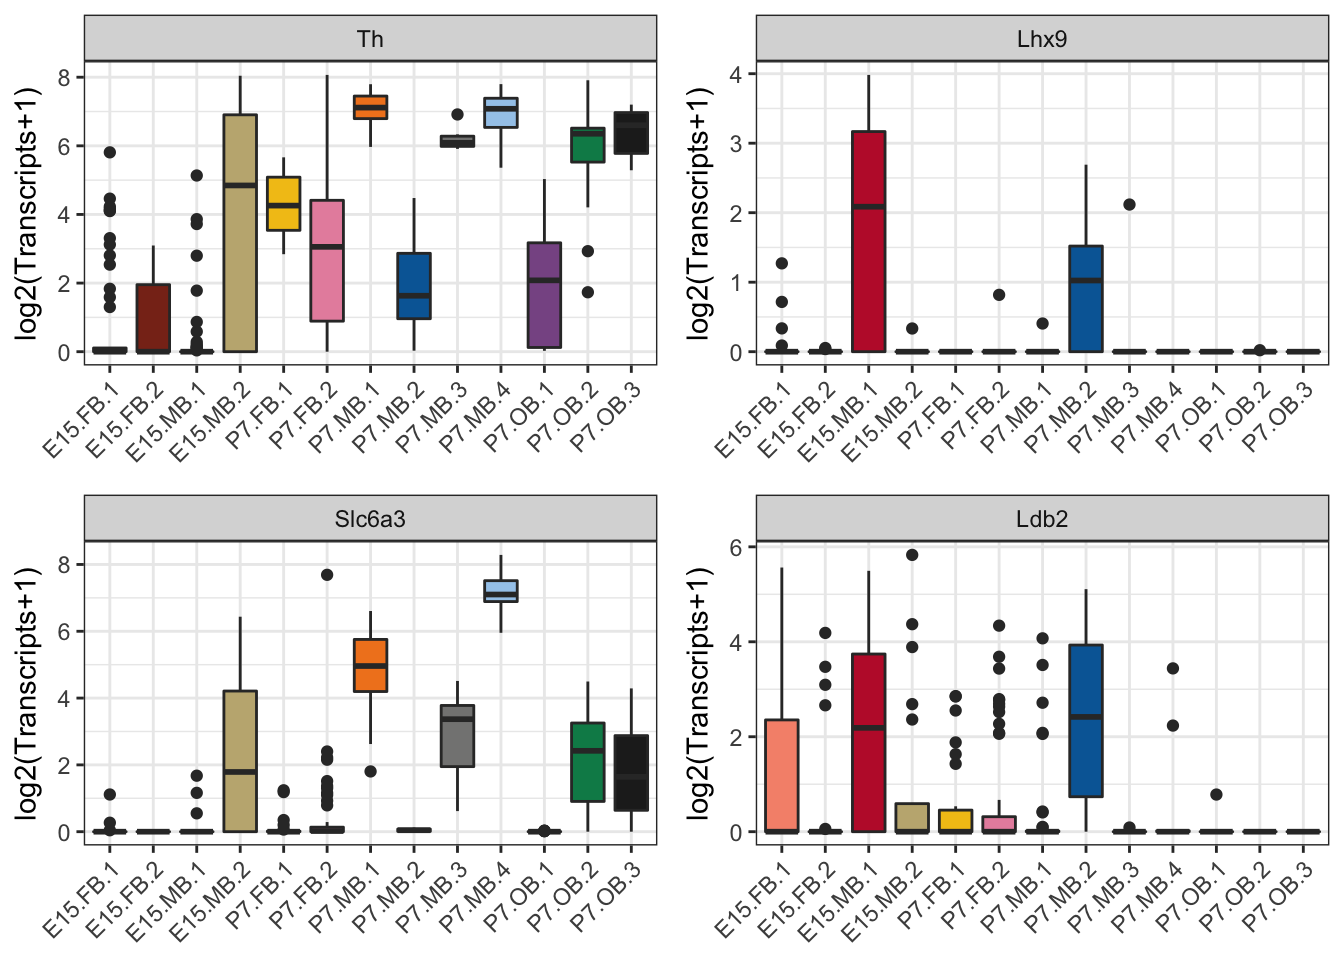 Th
log2(Transcripts+1)
8
6
4
2
0
E15.FB.1
E15.FB.2
E15.MB.1
E15.MB.2
P7.FB.1
P7.FB.2
P7.MB.1
P7.MB.2
P7.MB.3
P7.MB.4
P7.OB.1
P7.OB.2
P7.OB.3
Lhx9
log2(Transcripts+1)
4
3
2
1
0
E15.FB.1
E15.FB.2
E15.MB.1
E15.MB.2
P7.FB.1
P7.FB.2
P7.MB.1
P7.MB.2
P7.MB.3
P7.MB.4
P7.OB.1
P7.OB.2
P7.OB.3
Slc6a3
log2(Transcripts+1)
8
6
4
2
0
E15.FB.1
E15.FB.2
E15.MB.1
E15.MB.2
P7.FB.1
P7.FB.2
P7.MB.1
P7.MB.2
P7.MB.3
P7.MB.4
P7.OB.1
P7.OB.2
P7.OB.3
Ldb2
log2(Transcripts+1)
6
4
2
0
E15.FB.1
E15.FB.2
E15.MB.1
E15.MB.2
P7.FB.1
P7.FB.2
P7.MB.1
P7.MB.2
P7.MB.3
P7.MB.4
P7.OB.1
P7.OB.2
P7.OB.3